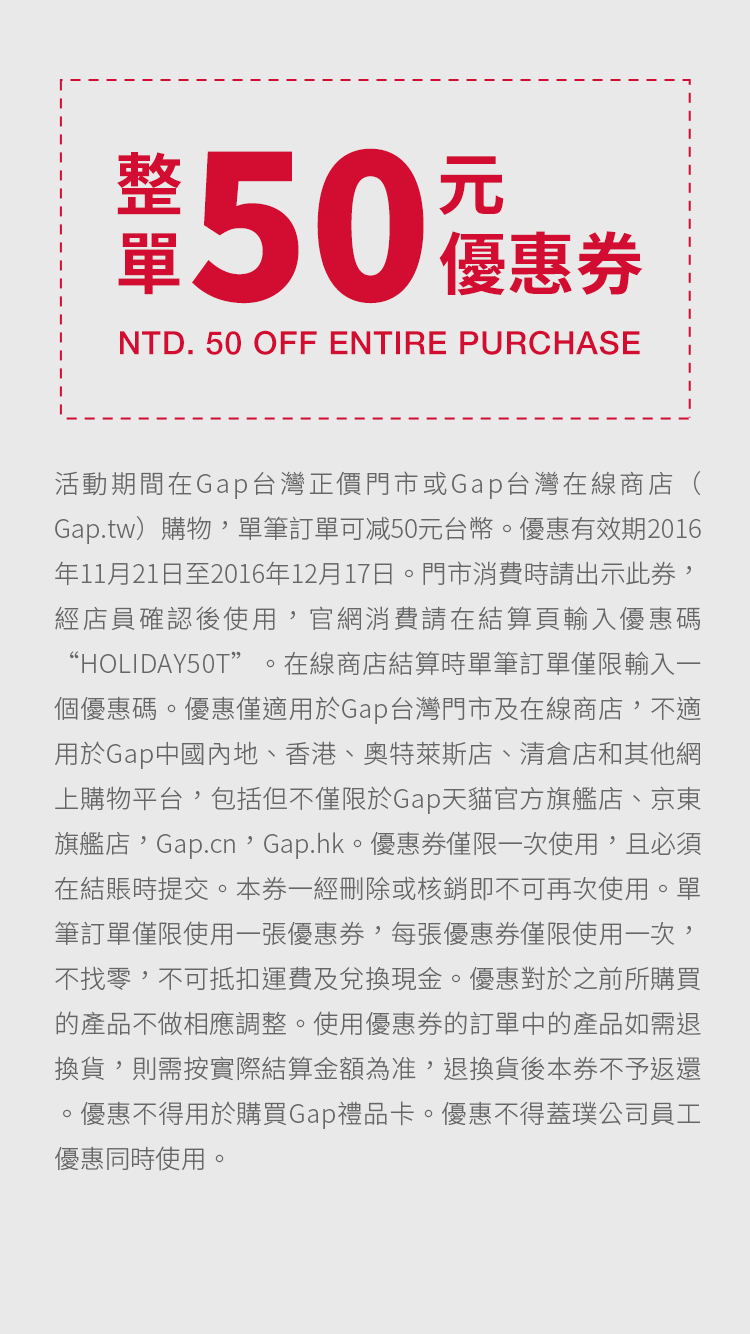 整 50 元
單 優惠券
NTD. 50 OFF ENTIRE PURCHASE
活動期間在Gap台灣正價門市或Gap台灣在線商店（
Gap.tw）購物，單筆訂單可減50元台幣。優惠有效期2016
年11月21日至2016年12月17日。門市消費時請出示此券，
經店員確認後使用，官網消費請在結算頁輸入優惠碼
“HOLIDAY50T”。在線商店結算時單筆訂單僅限輸入一
個優惠碼。優惠僅適用於Gap台灣門市及在線商店，不適
用於Gap中國內地、香港、奧特萊斯店、清倉店和其他網
上購物平台，包括但不僅限於Gap天貓官方旗艦店、京東
旗艦店，Gap.cn，Gap.hk。優惠券僅限一次使用，且必須
在結賬時提交。本券一經刪除或核銷即不可再次使用。單
筆訂單僅限使用一張優惠券，每張優惠券僅限使用一次，
不找零，不可抵扣運費及兌換現金。優惠對於之前所購買
的產品不做相應調整。使用優惠券的訂單中的產品如需退
換貨，則需按實際結算金額為准，退換貨後本券不予返還
。優惠不得用於購買Gap禮品卡。優惠不得蓋璞公司員工
優惠同時使用。